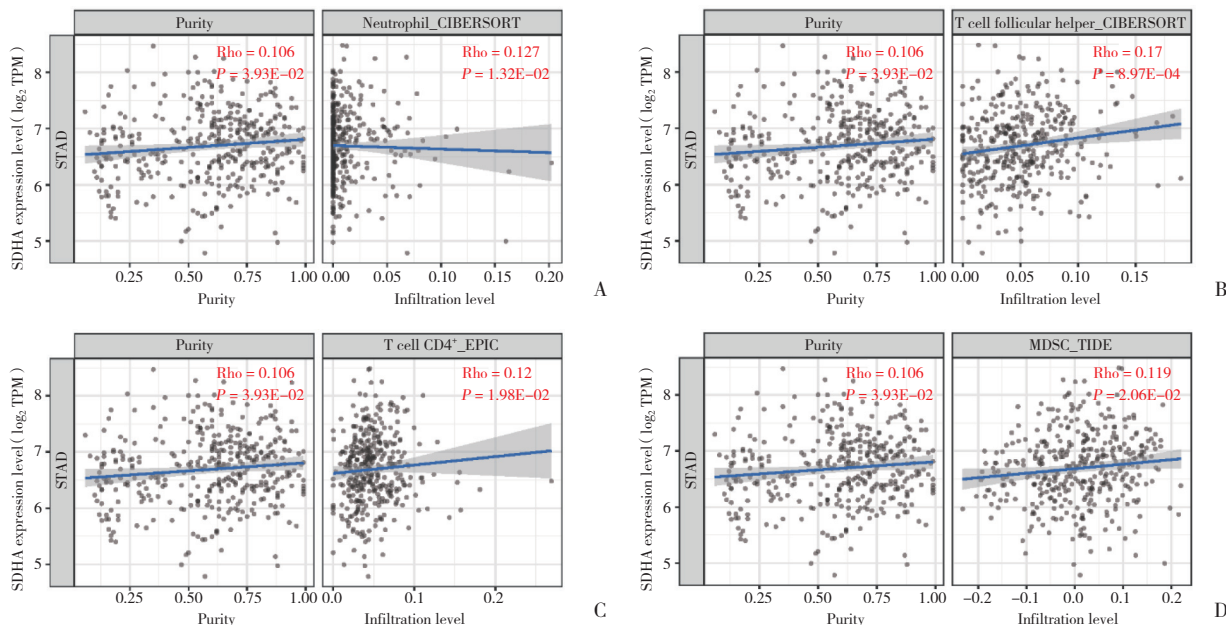 Purity
Neutrophil_CIBERSORT
SDHA expression level( log₂ TPM )
STAD
Rho = 0.106
P = 3.93E−02
Rho = 0.127
P = 1.32E−02
8
7
6
5
0.25 0.50 0.75 1.00
0.00 0.05 0.10 0.15 0.20
Purity
Infiltration level
A
Purity
T cell follicular helper_CIBERSORT
SDHA expression level( log₂ TPM )
STAD
Rho = 0.106
P = 3.93E−02
Rho = 0.17
P = 8.97E−04
8
7
6
5
0.25 0.50 0.75 1.00
0.00 0.05 0.10 0.15
Purity
Infiltration level
B
Purity
T cell CD4⁺_EPIC
SDHA expression level( log₂ TPM )
STAD
Rho = 0.106
P = 3.93E−02
Rho = 0.12
P = 1.98E−02
8
7
6
5
0.25 0.50 0.75 1.00
0.0 0.1 0.2
Purity
Infiltration level
C
Purity
MDSC_TIDE
SDHA expression level( log₂ TPM )
STAD
Rho = 0.106
P = 3.93E−02
Rho = 0.119
P = 2.06E−02
8
7
6
5
0.25 0.50 0.75 1.00
−0.2 −0.1 0.0 0.1 0.2
Purity
Infiltration level
D